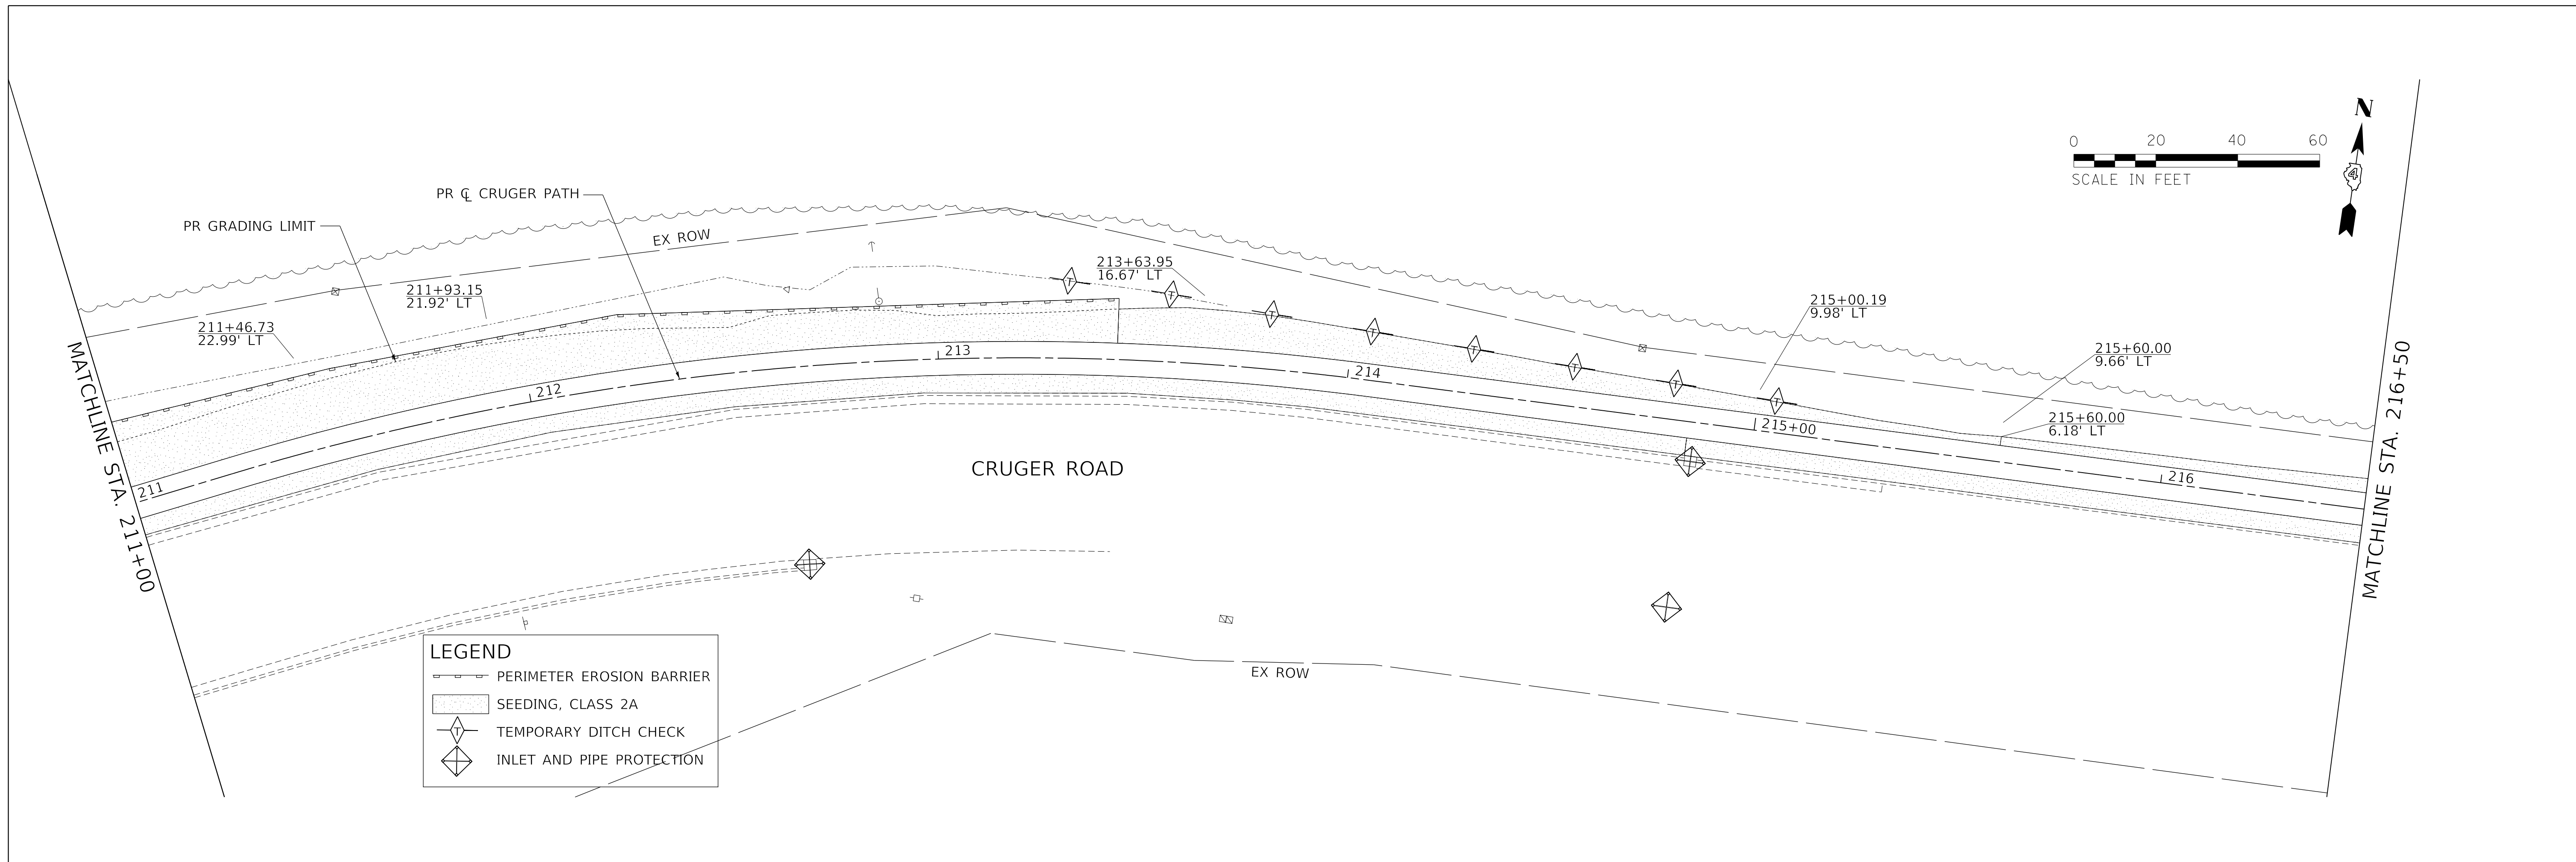 N
0 20 40 60
SCALE IN FEET
4
PR ℄ CRUGER PATH
PR GRADING LIMIT
EX ROW
213+63.95
16.67' LT
211+93.15
21.92' LT
211+46.73
22.99' LT
215+00.19
9.98' LT
215+60.00
9.66' LT
215+60.00
6.18' LT
T
T
T
T
T
T
T
T
211
212
213
214
215+00
216
MATCHLINE STA. 211+00
MATCHLINE STA. 216+50
CRUGER ROAD
EX ROW
LEGEND
PERIMETER EROSION BARRIER
SEEDING, CLASS 2A
T TEMPORARY DITCH CHECK
INLET AND PIPE PROTECTION